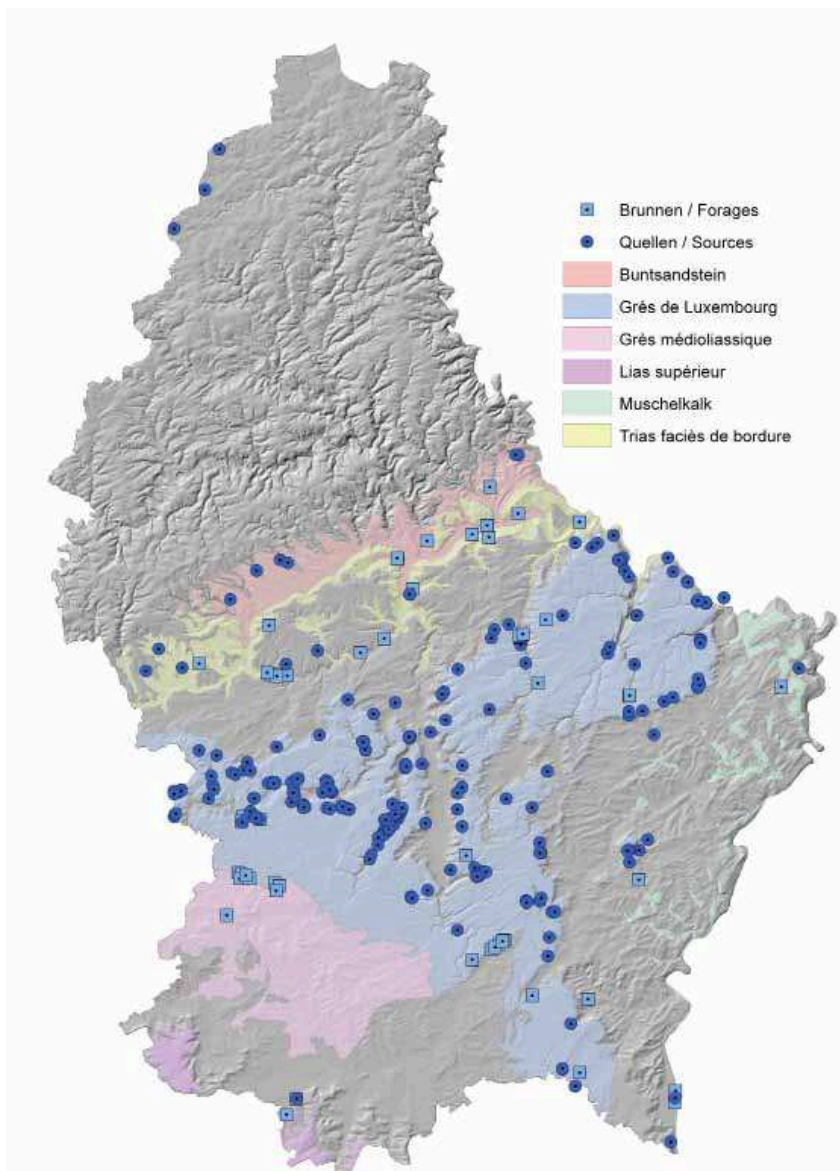 Brunnen / Forages
Quellen / Sources
Buntsandstein
Grès de Luxembourg
Grès médioliassique
Lias supérieur
Muschelkalk
Trias faciès de bordure